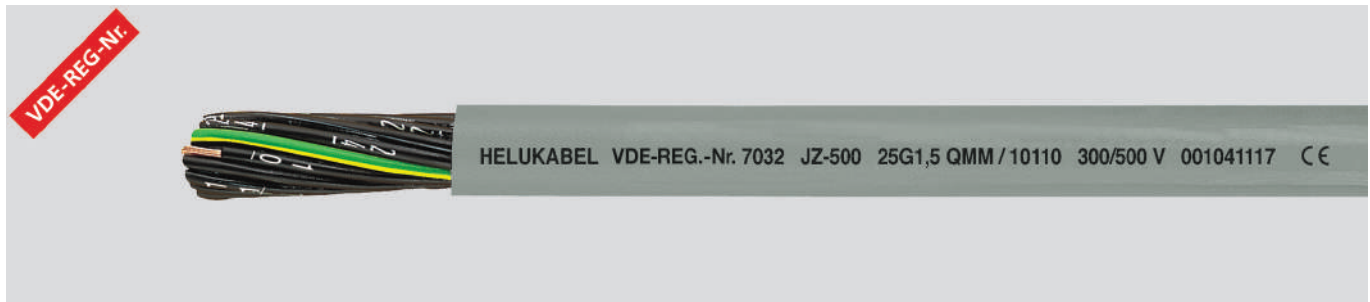 VDE-REG-Nr.
HELUKABEL VDE-REG.-Nr. 7032 JZ-500 25G1,5 QMM / 10110 300/500 V 001041117 CE